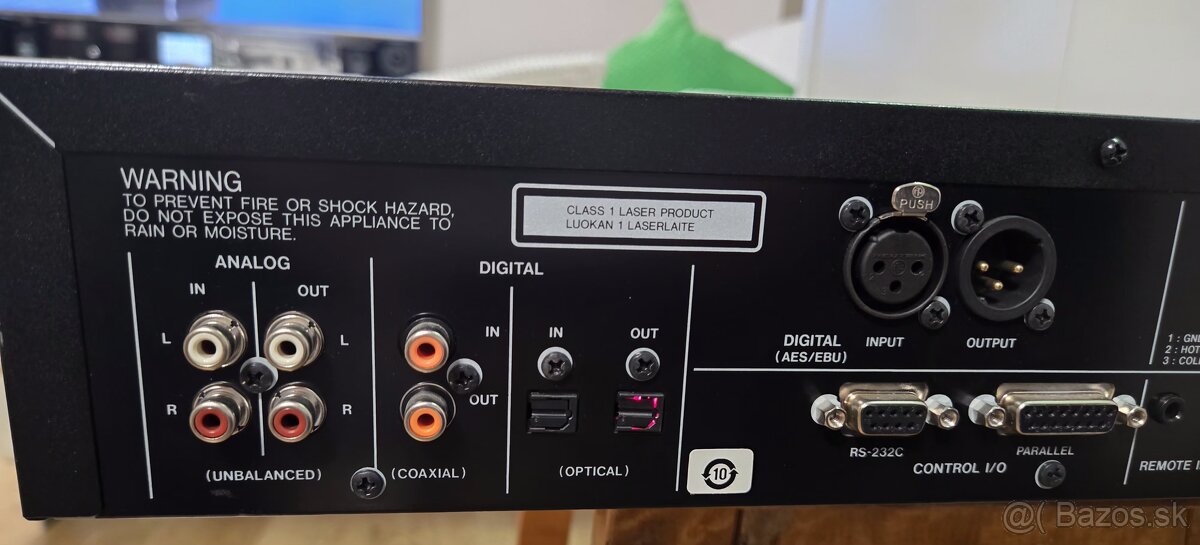 WARNING
TO PREVENT FIRE OR SHOCK HAZARD,
DO NOT EXPOSE THIS APPLIANCE TO
RAIN OR MOISTURE.
CLASS 1 LASER PRODUCT
LUOKAN 1 LASERLAITE
PUSH
ANALOG
DIGITAL
IN
OUT
L
L
R
R
(UNBALANCED)
IN
OUT
(COAXIAL)
IN
OUT
(OPTICAL)
DIGITAL
(AES/EBU)
INPUT
OUTPUT
1 : GN
2 : HOT
3 : COL
RS-232C
PARALLEL
CONTROL I/O
REMOTE I
10
@( Bazos.sk